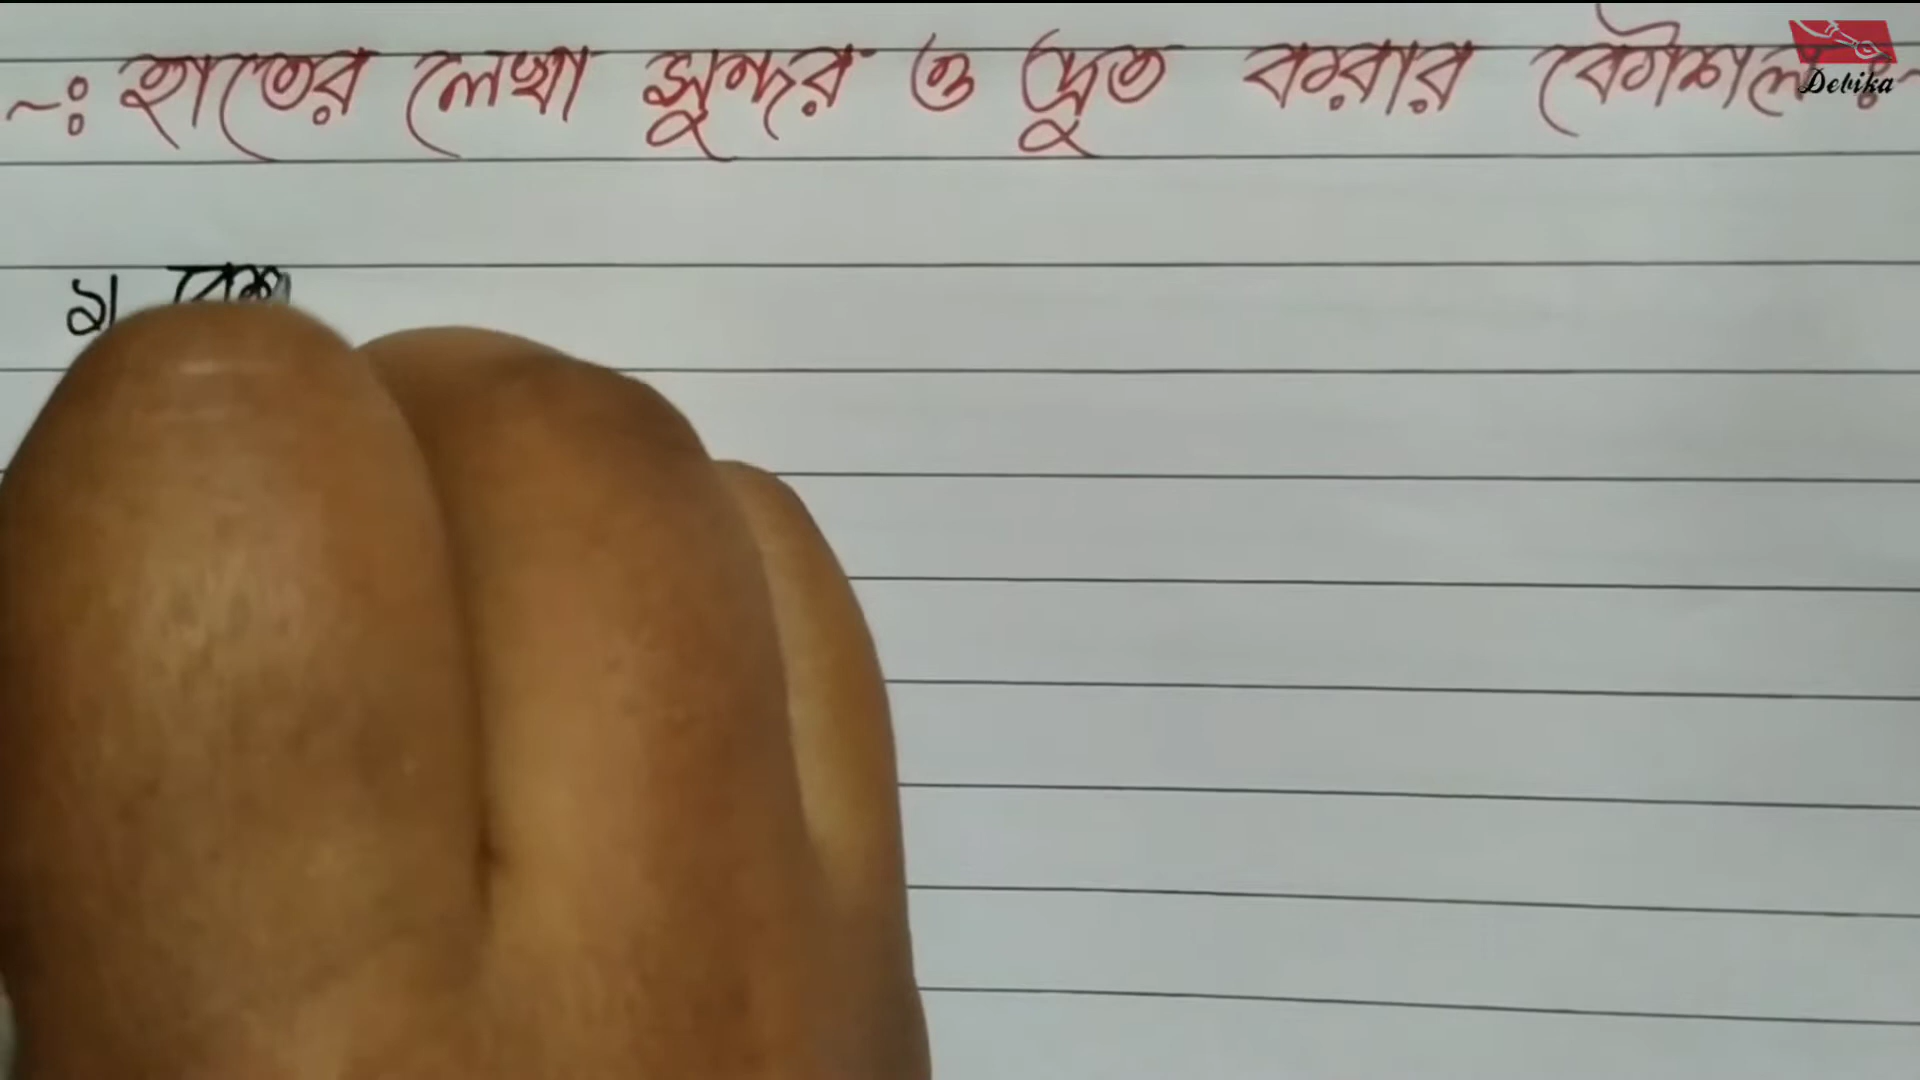 ~ঃ হাতের লেখা সুন্দর ও দ্রুত করার কৌশল ঃ~
Debika
১।